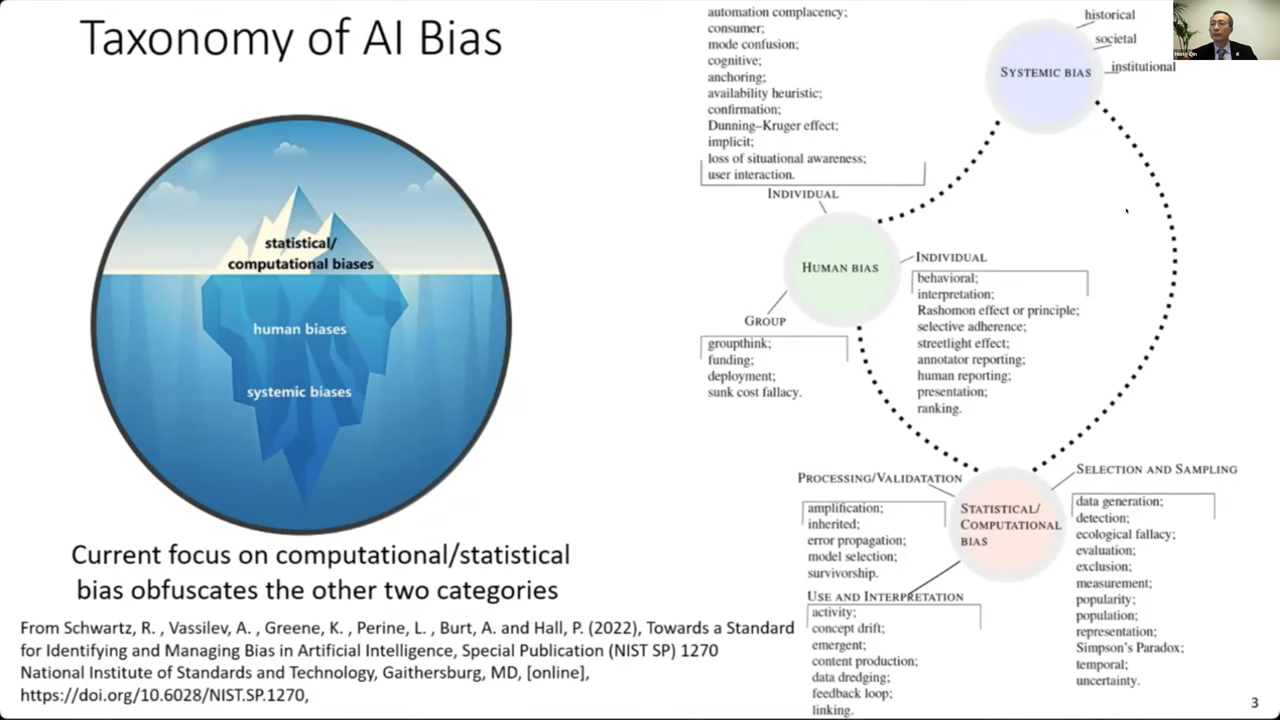 Taxonomy of AI Bias
statistical/
computational biases
human biases
systemic biases
Current focus on computational/statistical
bias obfuscates the other two categories
From Schwartz, R. , Vassilev, A. , Greene, K. , Perine, L. , Burt, A. and Hall, P. (2022), Towards a Standard
for Identifying and Managing Bias in Artificial Intelligence, Special Publication (NIST SP) 1270
National Institute of Standards and Technology, Gaithersburg, MD, [online],
https://doi.org/10.6028/NIST.SP.1270,
automation complacency;
consumer;
mode confusion;
cognitive;
anchoring;
availability heuristic;
confirmation;
Dunning–Kruger effect;
implicit;
loss of situational awareness;
user interaction.
INDIVIDUAL
historical
societal
institutional
SYSTEMIC BIAS
Hong Qin
HUMAN BIAS
INDIVIDUAL
behavioral;
interpretation;
Rashomon effect or principle;
selective adherence;
streetlight effect;
annotator reporting;
human reporting;
presentation;
ranking.
GROUP
groupthink;
funding;
deployment;
sunk cost fallacy.
PROCESSING/VALIDATATION
amplification;
inherited;
error propagation;
model selection;
survivorship.
STATISTICAL/
COMPUTATIONAL
BIAS
USE AND INTERPRETATION
activity;
concept drift;
emergent;
content production;
data dredging;
feedback loop;
linking.
SELECTION AND SAMPLING
data generation;
detection;
ecological fallacy;
evaluation;
exclusion;
measurement;
popularity;
population;
representation;
Simpson's Paradox;
temporal;
uncertainty.
3